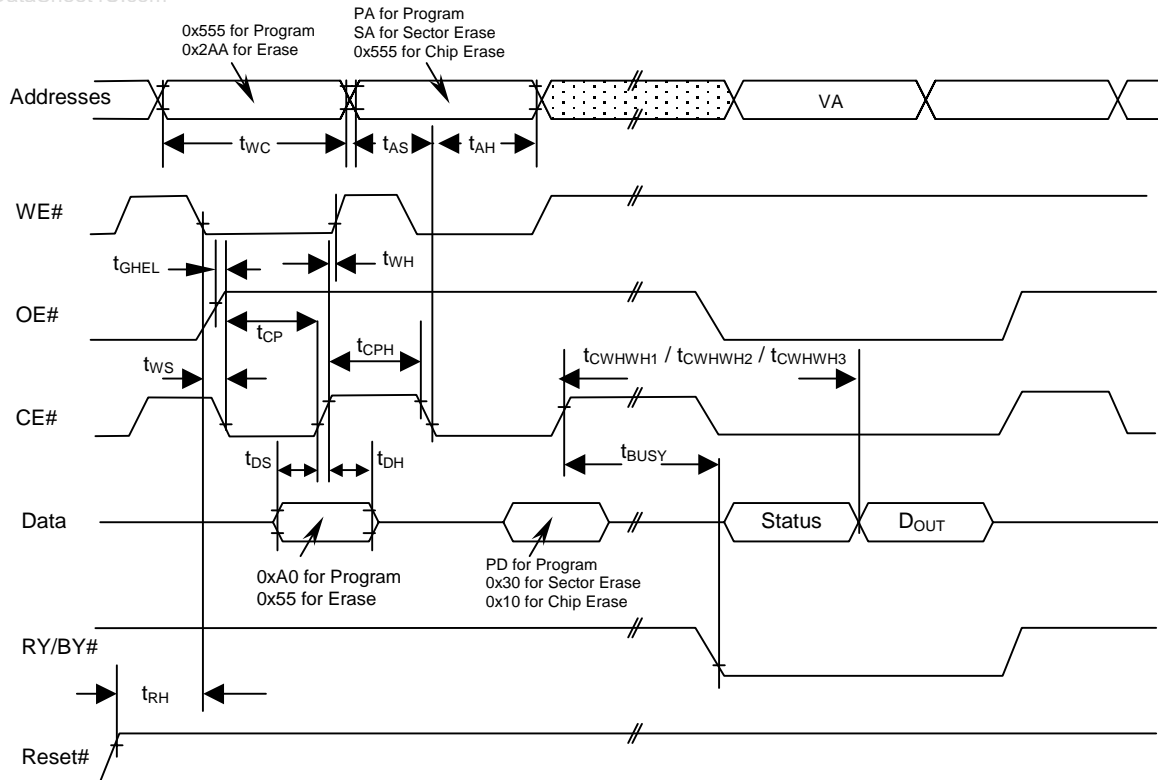 0x555 for Program
0x2AA for Erase
PA for Program
SA for Sector Erase
0x555 for Chip Erase
Addresses
VA
tWC
tAS
tAH
WE#
tGHEL
tWH
OE#
tCP
tCPH
tCWHWH1 / tCWHWH2 / tCWHWH3
tWS
CE#
tBUSY
tDS
tDH
Data
Status
DOUT
0xA0 for Program
0x55 for Erase
PD for Program
0x30 for Sector Erase
0x10 for Chip Erase
RY/BY#
tRH
Reset#